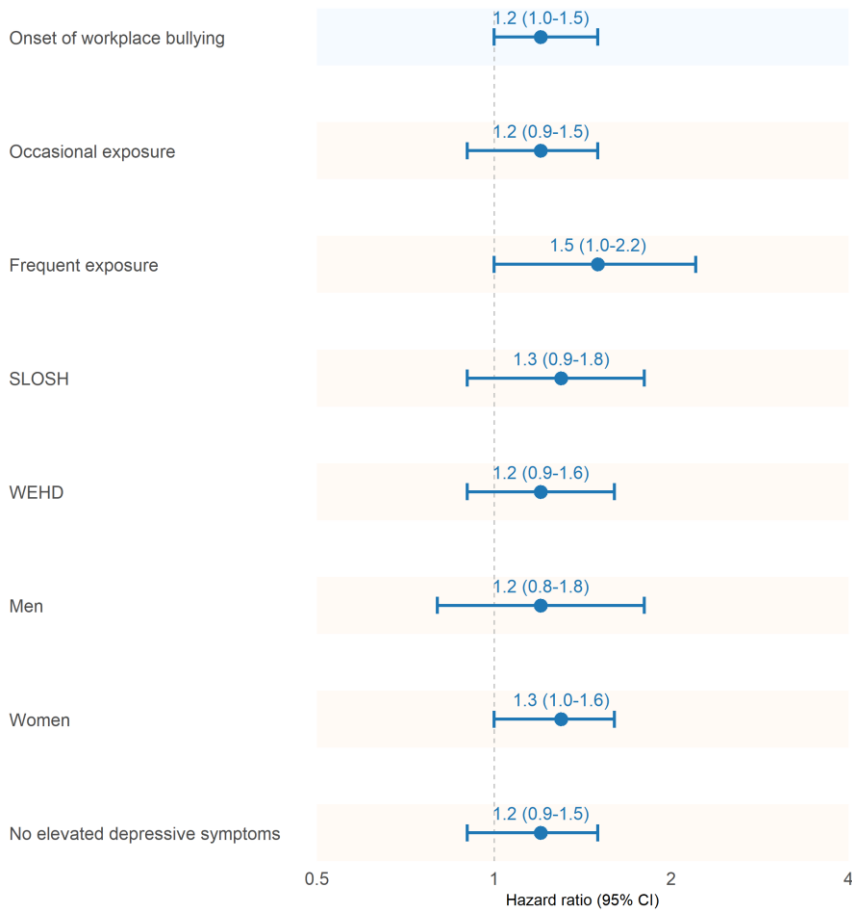 1.2 (1.0-1.5)
Onset of workplace bullying
1.2 (0.9-1.5)
Occasional exposure
1.5 (1.0-2.2)
Frequent exposure
1.3 (0.9-1.8)
SLOSH
1.2 (0.9-1.6)
WEHD
1.2 (0.8-1.8)
Men
1.3 (1.0-1.6)
Women
1.2 (0.9-1.5)
No elevated depressive symptoms
0.5 1 2 4
Hazard ratio (95% CI)